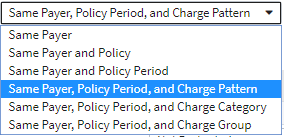 Same Payer, Policy Period, and Charge Pattern
Same Payer
Same Payer and Policy
Same Payer and Policy Period
Same Payer, Policy Period, and Charge Pattern
Same Payer, Policy Period, and Charge Category
Same Payer, Policy Period, and Charge Group